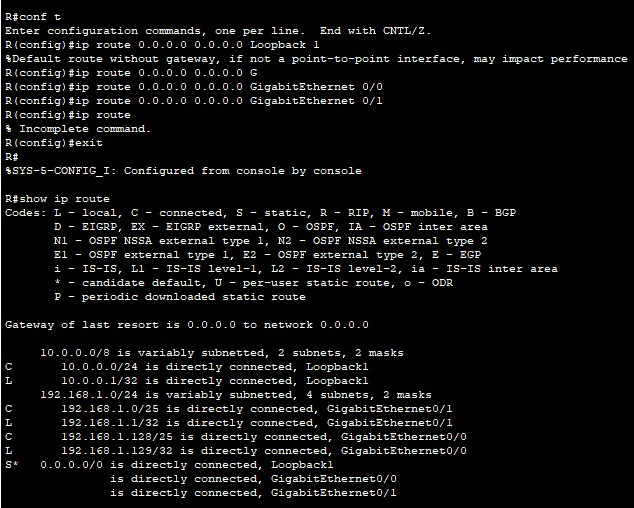 R#conf t
Enter configuration commands, one per line.  End with CNTL/Z.
R(config)#ip route 0.0.0.0 0.0.0.0 Loopback 1
%Default route without gateway, if not a point-to-point interface, may impact performance
R(config)#ip route 0.0.0.0 0.0.0.0 G
R(config)#ip route 0.0.0.0 0.0.0.0 GigabitEthernet 0/0
R(config)#ip route 0.0.0.0 0.0.0.0 GigabitEthernet 0/1
R(config)#ip route
% Incomplete command.
R(config)#exit
R#
%SYS-5-CONFIG_I: Configured from console by console
R#show ip route
Codes: L - local, C - connected, S - static, R - RIP, M - mobile, B - BGP
       D - EIGRP, EX - EIGRP external, O - OSPF, IA - OSPF inter area
       N1 - OSPF NSSA external type 1, N2 - OSPF NSSA external type 2
       E1 - OSPF external type 1, E2 - OSPF external type 2, E - EGP
       i - IS-IS, L1 - IS-IS level-1, L2 - IS-IS level-2, ia - IS-IS inter area
       * - candidate default, U - per-user static route, o - ODR
       P - periodic downloaded static route
Gateway of last resort is 0.0.0.0 to network 0.0.0.0
     10.0.0.0/8 is variably subnetted, 2 subnets, 2 masks
C       10.0.0.0/24 is directly connected, Loopback1
L       10.0.0.1/32 is directly connected, Loopback1
     192.168.1.0/24 is variably subnetted, 4 subnets, 2 masks
C       192.168.1.0/25 is directly connected, GigabitEthernet0/1
L       192.168.1.1/32 is directly connected, GigabitEthernet0/1
C       192.168.1.128/25 is directly connected, GigabitEthernet0/0
L       192.168.1.129/32 is directly connected, GigabitEthernet0/0
S*   0.0.0.0/0 is directly connected, Loopback1
               is directly connected, GigabitEthernet0/0
               is directly connected, GigabitEthernet0/1